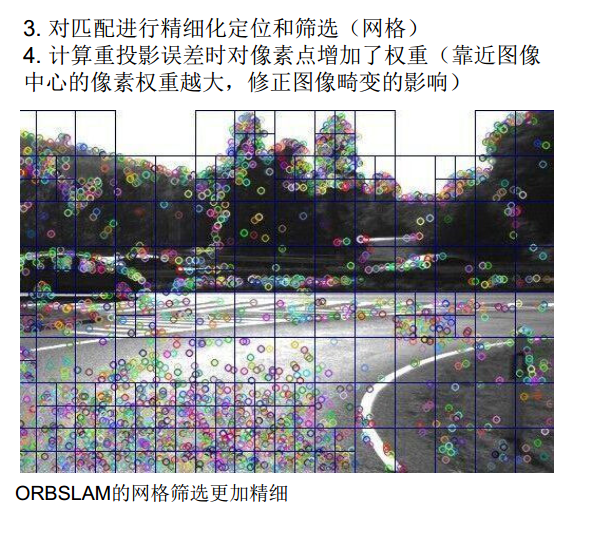 3. 对匹配进行精细化定位和筛选（网格）
4. 计算重投影误差时对像素点增加了权重（靠近图像
中心的像素权重越大，修正图像畸变的影响）
ORBSLAM的网格筛选更加精细